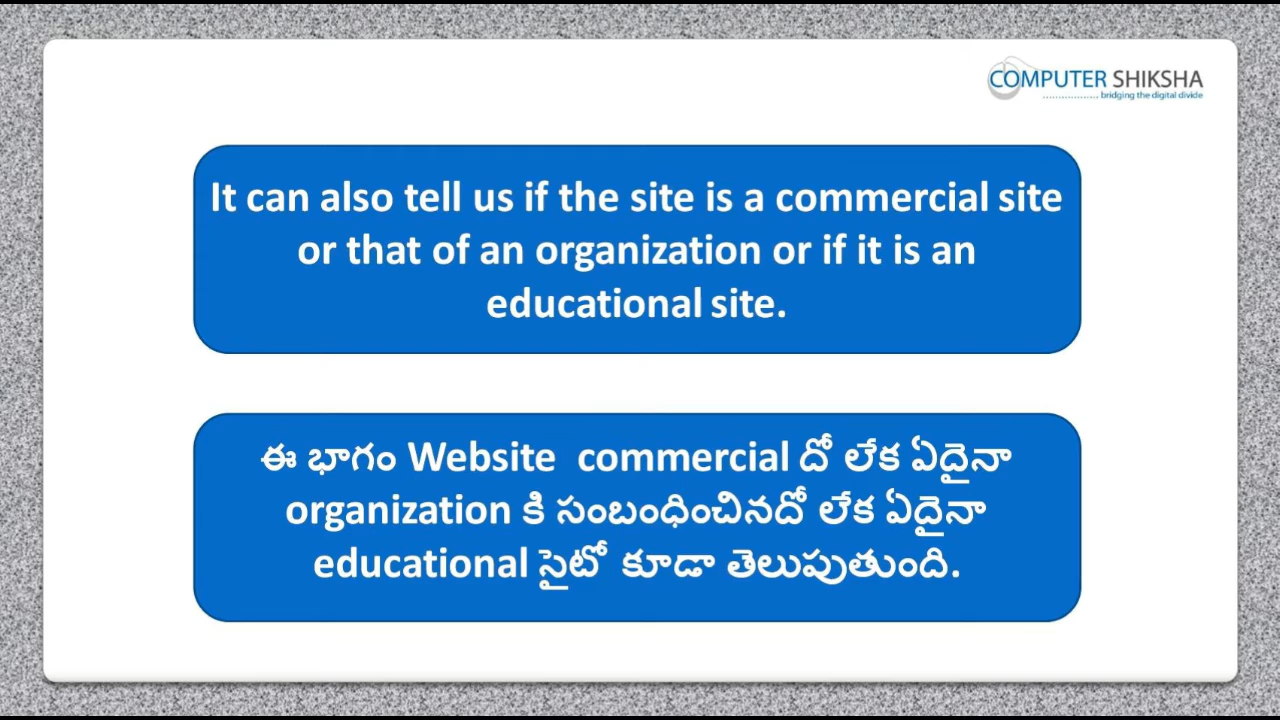 COMPUTER SHIKSHA
.................... bridging the digital divide
It can also tell us if the site is a commercial site
or that of an organization or if it is an
educational site.
ఈ భాగం Website commercial దో లేక ఏదైనా
organization కి సంబంధించినదో లేక ఏదైనా
educational సైటో కూడా తెలుపుతుంది.